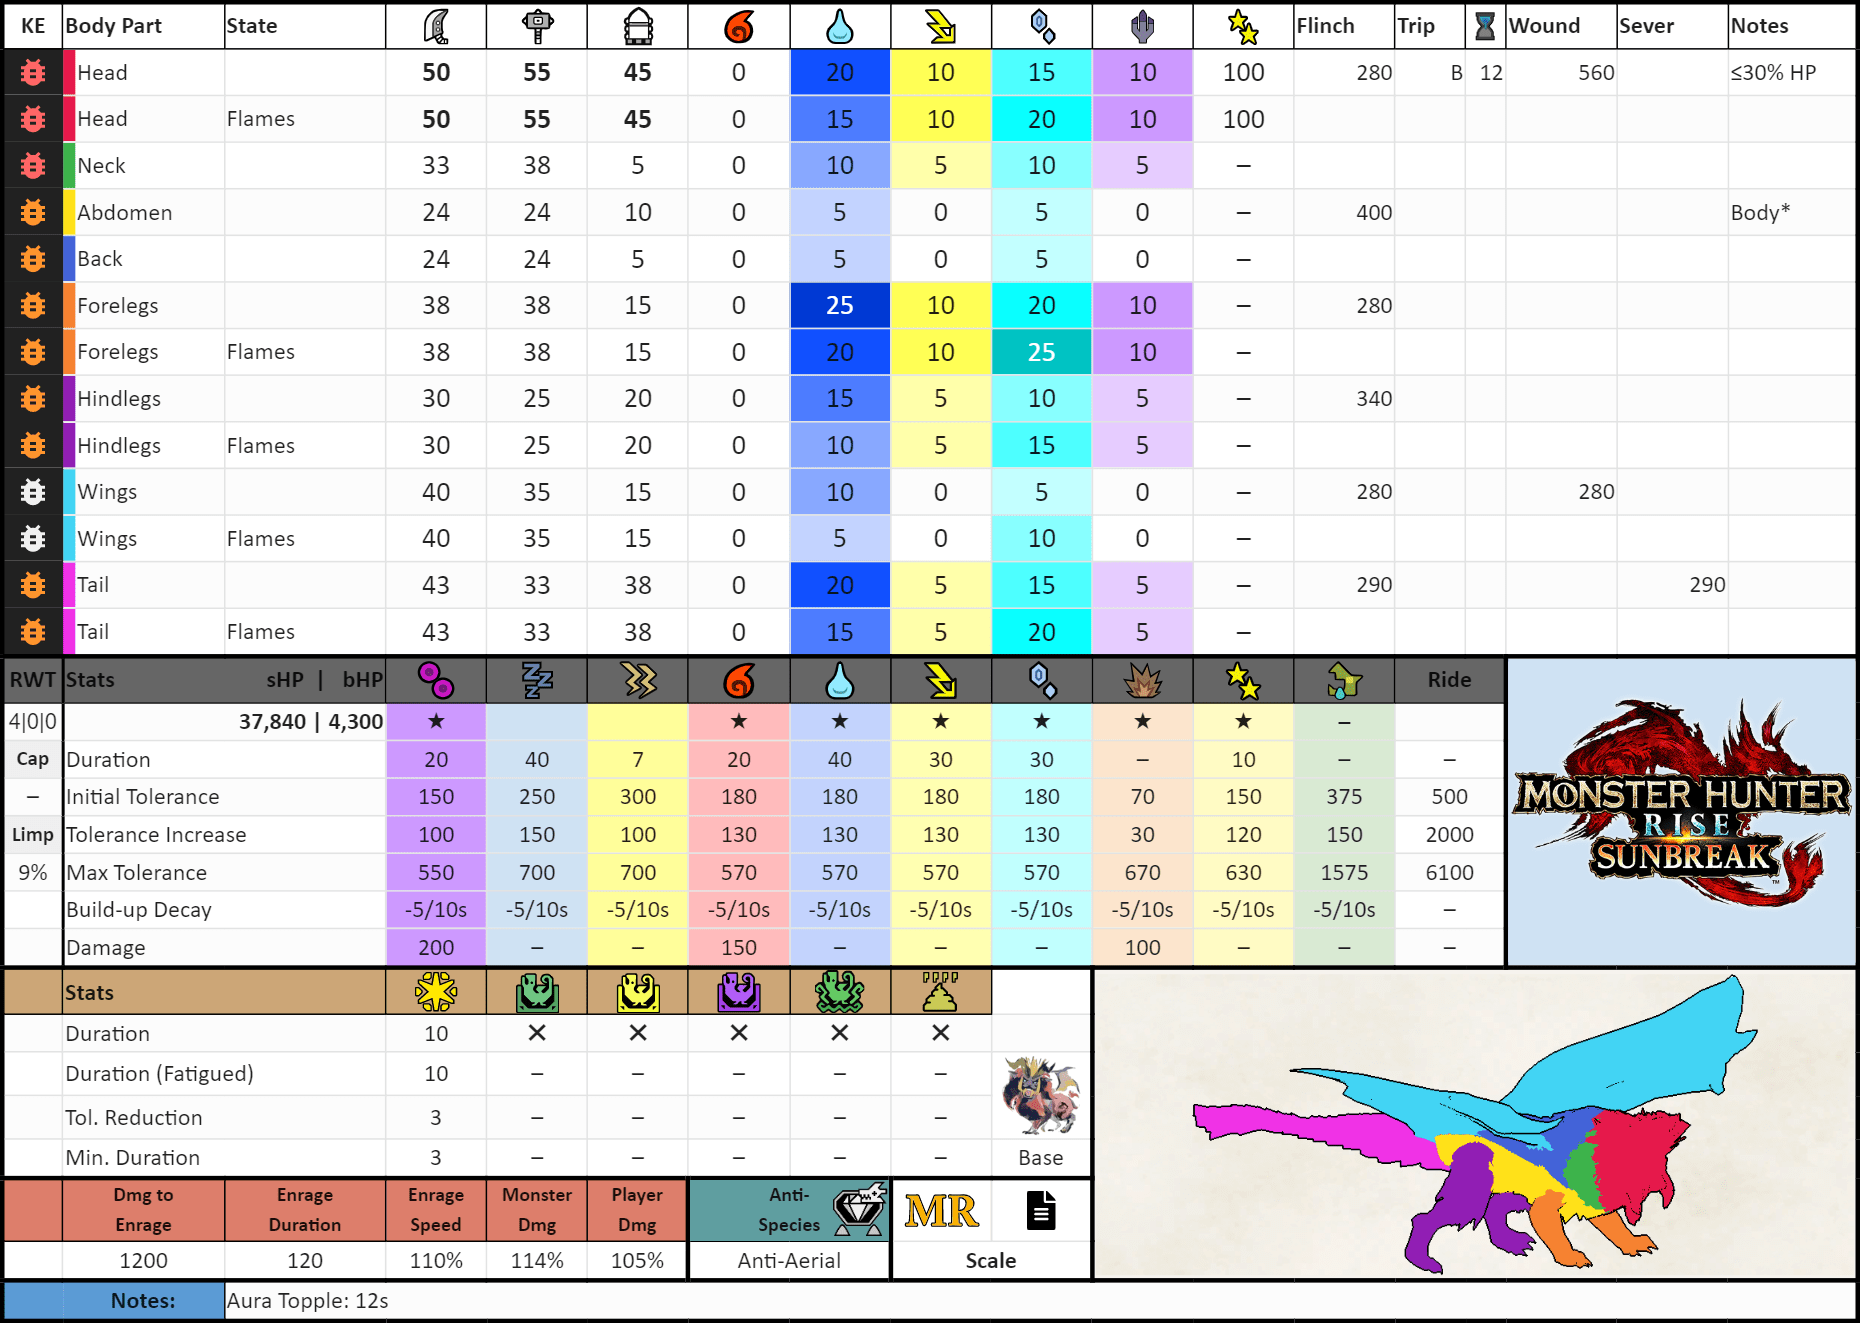 KE Body Part State Flinch Trip Wound Sever Notes
Head 50 55 45 0 20 10 15 10 100 280 B 12 560 ≤30% HP
Head Flames 50 55 45 0 15 10 20 10 100
Neck 33 38 5 0 10 5 10 5 –
Abdomen 24 24 10 0 5 0 5 0 – 400 Body*
Back 24 24 5 0 5 0 5 0 –
Forelegs 38 38 15 0 25 10 20 10 – 280
Forelegs Flames 38 38 15 0 20 10 25 10 –
Hindlegs 30 25 20 0 15 5 10 5 – 340
Hindlegs Flames 30 25 20 0 10 5 15 5 –
Wings 40 35 15 0 10 0 5 0 – 280 280
Wings Flames 40 35 15 0 5 0 10 0 –
Tail 43 33 38 0 20 5 15 5 – 290 290
Tail Flames 43 33 38 0 15 5 20 5 –
RWT Stats sHP | bHP Ride
4|0|0 37,840 | 4,300 ★ ★ ★ ★ ★ ★ ★ –
Cap Duration 20 40 7 20 40 30 30 – 10 – –
– Initial Tolerance 150 250 300 180 180 180 180 70 150 375 500
Limp Tolerance Increase 100 150 100 130 130 130 130 30 120 150 2000
9% Max Tolerance 550 700 700 570 570 570 570 670 630 1575 6100
Build-up Decay -5/10s -5/10s -5/10s -5/10s -5/10s -5/10s -5/10s -5/10s -5/10s -5/10s –
Damage 200 – – 150 – – – 100 – – –
MONSTER HUNTER
RISE
SUNBREAK
™
Stats
Duration 10 ✕ ✕ ✕ ✕ ✕
Duration (Fatigued) 10 – – – – –
Tol. Reduction 3 – – – – –
Min. Duration 3 – – – – – Base
Dmg to Enrage Enrage Monster Player Anti-
Enrage Duration Speed Dmg Dmg Species MR
1200 120 110% 114% 105% Anti-Aerial Scale
Notes: Aura Topple: 12s